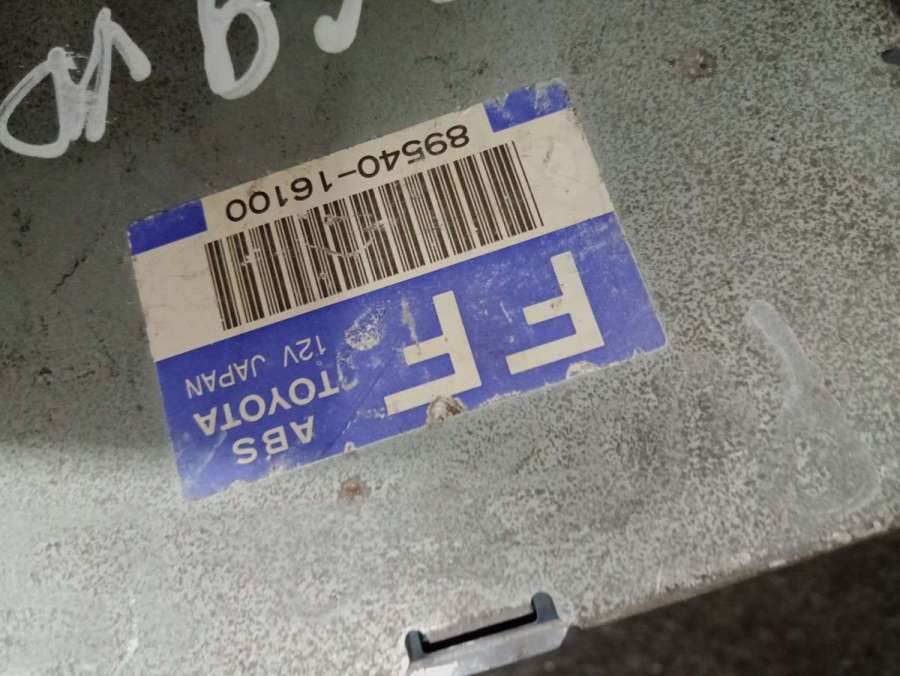 FF
ABS
TOYOTA
12V JAPAN
89540-16100